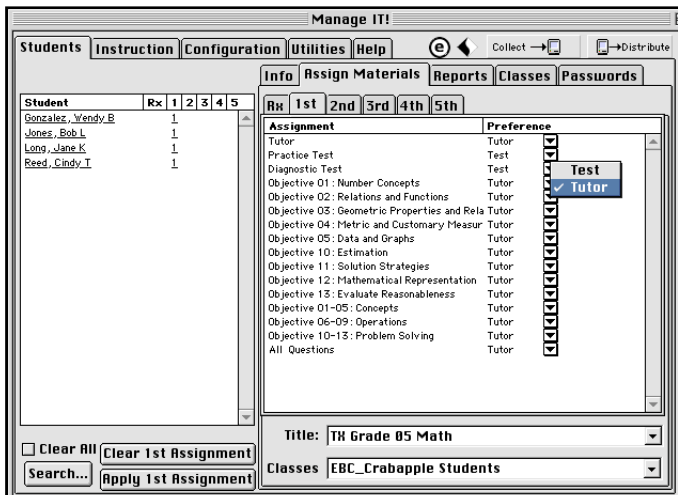 Manage IT!
Students Instruction Configuration Utilities Help e Collect → →Distribute
Info Assign Materials Reports Classes Passwords
Student Rx 1 2 3 4 5
Gonzalez, Wendy B 1
Jones, Bob L 1
Long, Jane K 1
Reed, Cindy T 1
Rx 1st 2nd 3rd 4th 5th
Assignment Preference
Tutor Tutor
Practice Test Test
Diagnostic Test Test
Objective 01: Number Concepts Tutor
Objective 02: Relations and Functions Tutor
Objective 03: Geometric Properties and Rela Tutor
Objective 04: Metric and Customary Measur Tutor
Objective 05: Data and Graphs Tutor
Objective 10: Estimation Tutor
Objective 11: Solution Strategies Tutor
Objective 12: Mathematical Representation Tutor
Objective 13: Evaluate Reasonableness Tutor
Objective 01-05: Concepts Tutor
Objective 06-09: Operations Tutor
Objective 10-13: Problem Solving Tutor
All Questions Tutor
Test
✓ Tutor
Clear All Clear 1st Assignment
Search... Apply 1st Assignment
Title: TX Grade 05 Math
Classes EBC_Crabapple Students